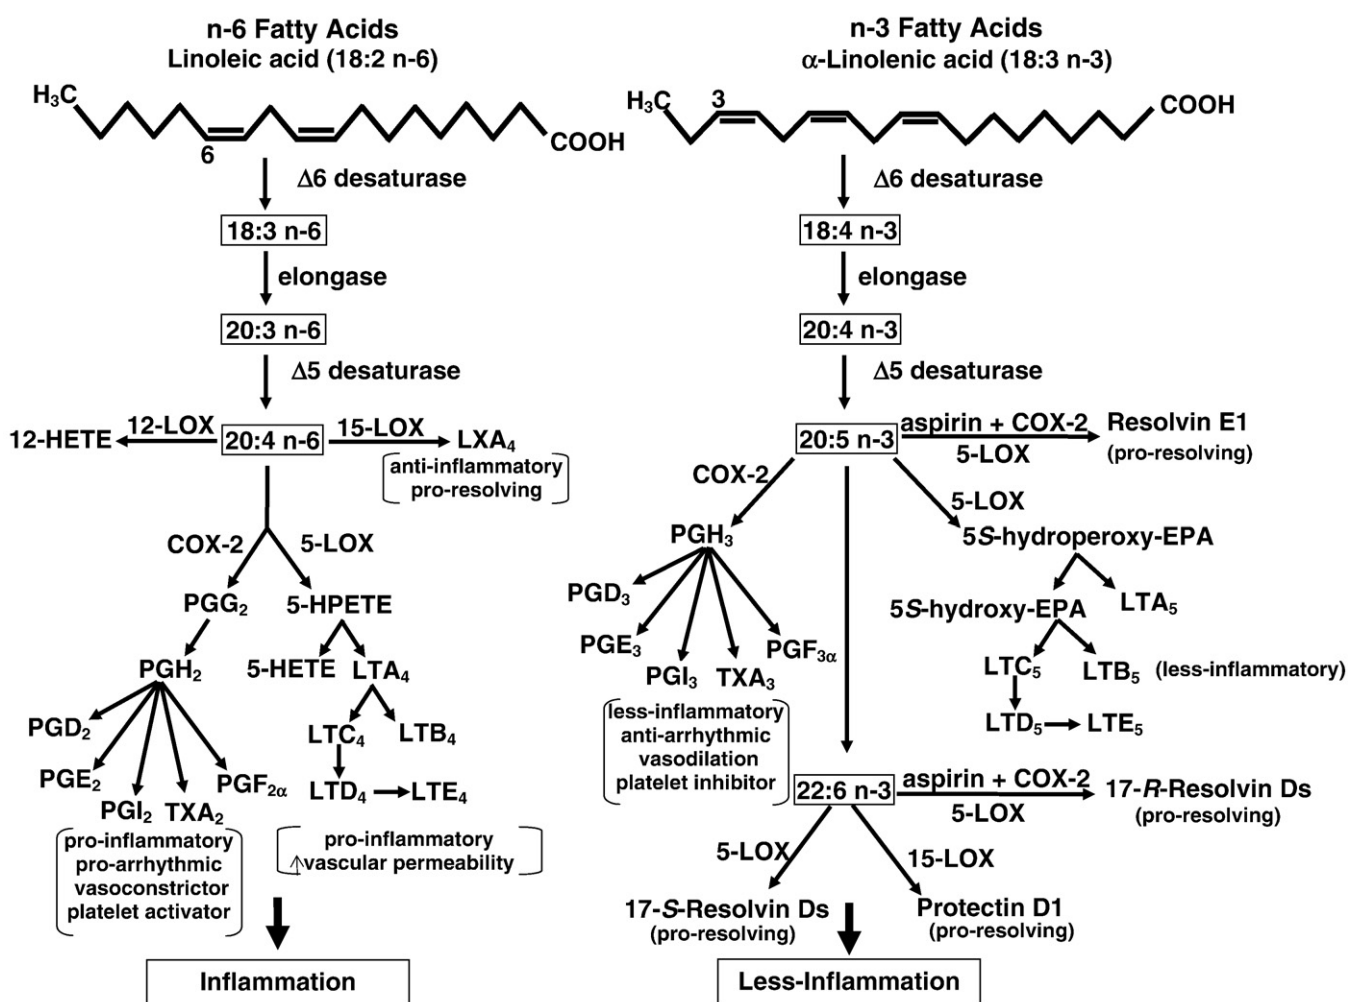 n-6 Fatty Acids
Linoleic acid (18:2 n-6)
H₃C
6
COOH
Δ6 desaturase
18:3 n-6
elongase
20:3 n-6
Δ5 desaturase
12-HETE
12-LOX
20:4 n-6
15-LOX
LXA₄
anti-inflammatory
pro-resolving
COX-2
5-LOX
PGG₂
5-HPETE
PGH₂
5-HETE
LTA₄
PGD₂
PGE₂
PGI₂
TXA₂
PGF₂α
LTC₄
LTB₄
LTD₄
LTE₄
pro-inflammatory
pro-arrhythmic
vasoconstrictor
platelet activator
pro-inflammatory
↑vascular permeability
Inflammation
n-3 Fatty Acids
α-Linolenic acid (18:3 n-3)
H₃C
3
COOH
Δ6 desaturase
18:4 n-3
elongase
20:4 n-3
Δ5 desaturase
20:5 n-3
aspirin + COX-2
5-LOX
Resolvin E1
(pro-resolving)
COX-2
5-LOX
PGH₃
5S-hydroperoxy-EPA
PGD₃
PGE₃
PGI₃
TXA₃
PGF₃α
less-inflammatory
anti-arrhythmic
vasodilation
platelet inhibitor
5S-hydroxy-EPA
LTA₅
LTC₅
LTB₅ (less-inflammatory)
LTD₅
LTE₅
22:6 n-3
aspirin + COX-2
5-LOX
17-R-Resolvin Ds
(pro-resolving)
5-LOX
15-LOX
17-S-Resolvin Ds
(pro-resolving)
Protectin D1
(pro-resolving)
Less-Inflammation